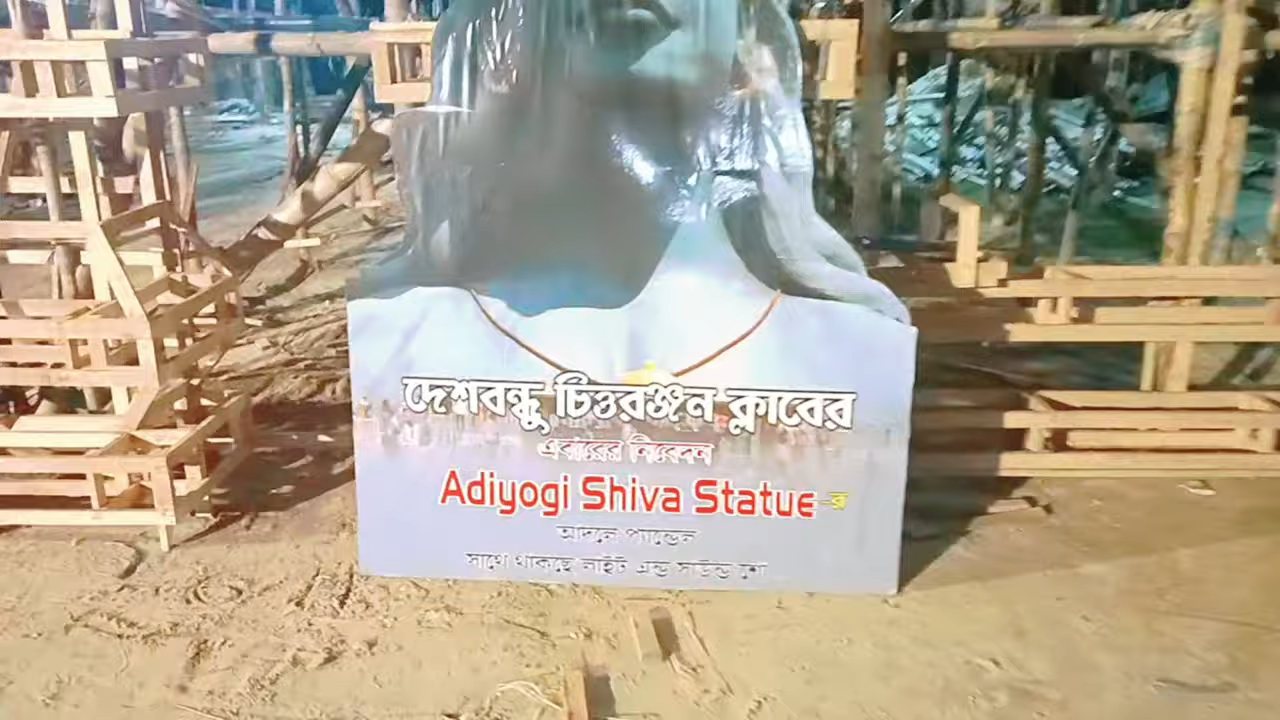 দেশবন্ধু চিত্তরঞ্জন ক্লাবের
এবারের নিবেদন
Adiyogi Shiva Statue-র
আদলে প্যান্ডেল
সাথে থাকছে লাইট এন্ড সাউন্ড শো